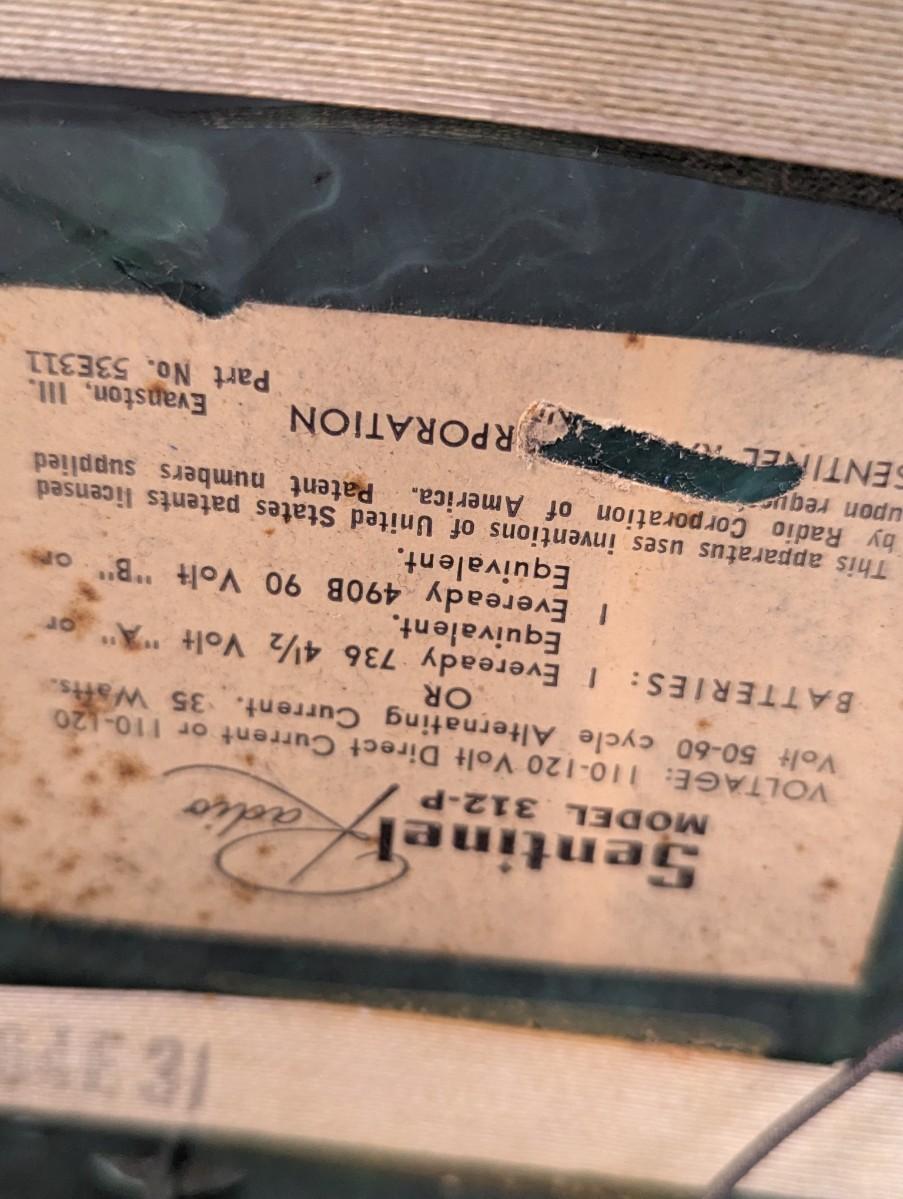 Sentinel Radio
MODEL 312-P
VOLTAGE: 110-120 Volt Direct Current or 110-120
Volt 50-60 cycle Alternating Current. 35 Watts.
OR
BATTERIES: 1 Eveready 736 4½ Volt "A" or
Equivalent.
1 Eveready 490B 90 Volt "B" or
Equivalent.
This apparatus uses inventions of United States patents licensed
by Radio Corporation of America. Patent numbers supplied
upon
SENTINEL RPORATION
Evanston, Ill.
Part No. 53E311